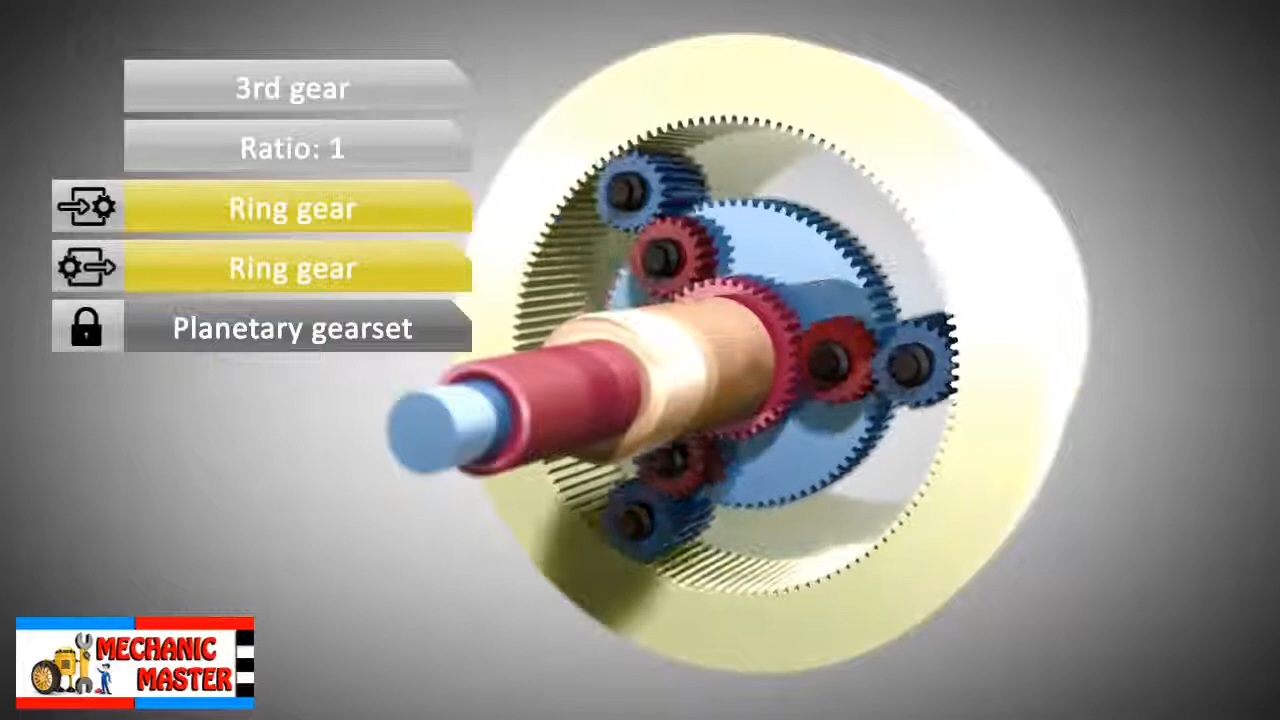 3rd gear
Ratio: 1
Ring gear
Ring gear
Planetary gearset
MECHANIC
MASTER